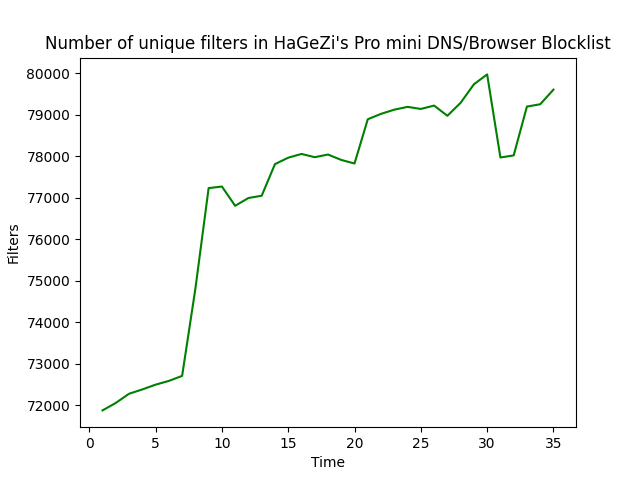 Number of unique filters in HaGeZi's Pro mini DNS/Browser Blocklist
80000
79000
78000
77000
76000
75000
74000
73000
72000
Filters
0 5 10 15 20 25 30 35
Time